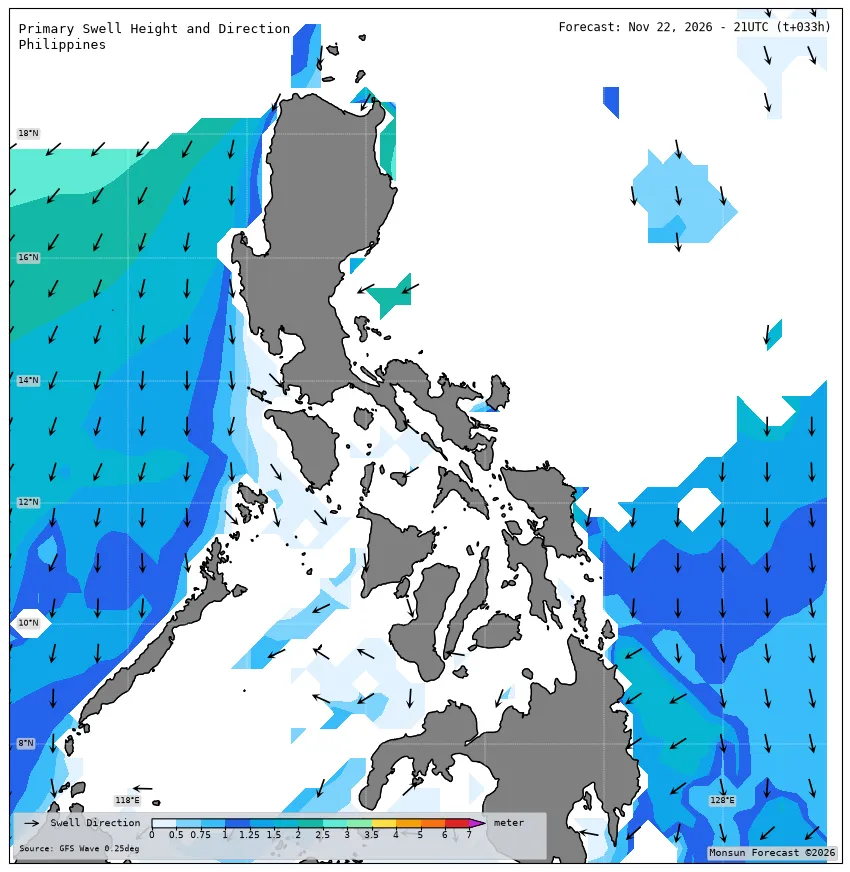 Primary Swell Height and Direction
Philippines
Forecast: Nov 22, 2026 - 21UTC (t+033h)
18°N
16°N
14°N
12°N
10°N
8°N
118°E
128°E
Swell Direction
0 0.5 0.75 1 1.25 1.5 2 2.5 3 3.5 4 5 6 7
meter
Source: GFS Wave 0.25deg
Monsun Forecast ©2026